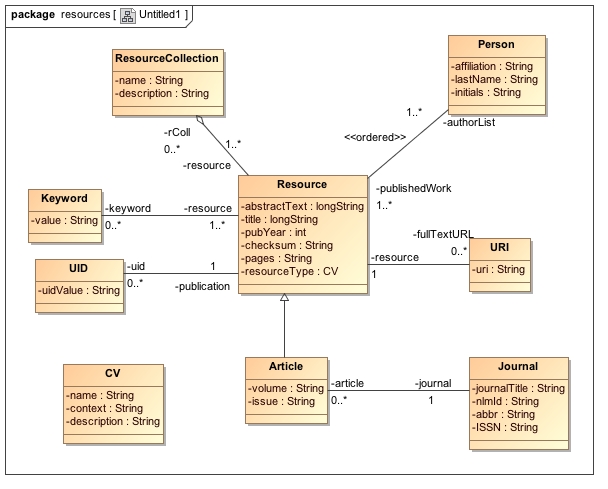 package resources [ Untitled1 ]
ResourceCollection
-name : String
-description : String
Person
-affiliation : String
-lastName : String
-initials : String
-rColl
0..*
1..*
-resource
1..*
-authorList
<<ordered>>
-publishedWork
1..*
Resource
-abstractText : longString
-title : longString
-pubYear : int
-checksum : String
-pages : String
-resourceType : CV
Keyword
-value : String
-keyword
0..*
-resource
1..*
UID
-uidValue : String
-uid
0..*
1
-publication
-fullTextURL
0..*
-resource
1
URI
-uri : String
CV
-name : String
-context : String
-description : String
Article
-volume : String
-issue : String
-article
0..*
-journal
1
Journal
-journalTitle : String
-nlmId : String
-abbr : String
-ISSN : String